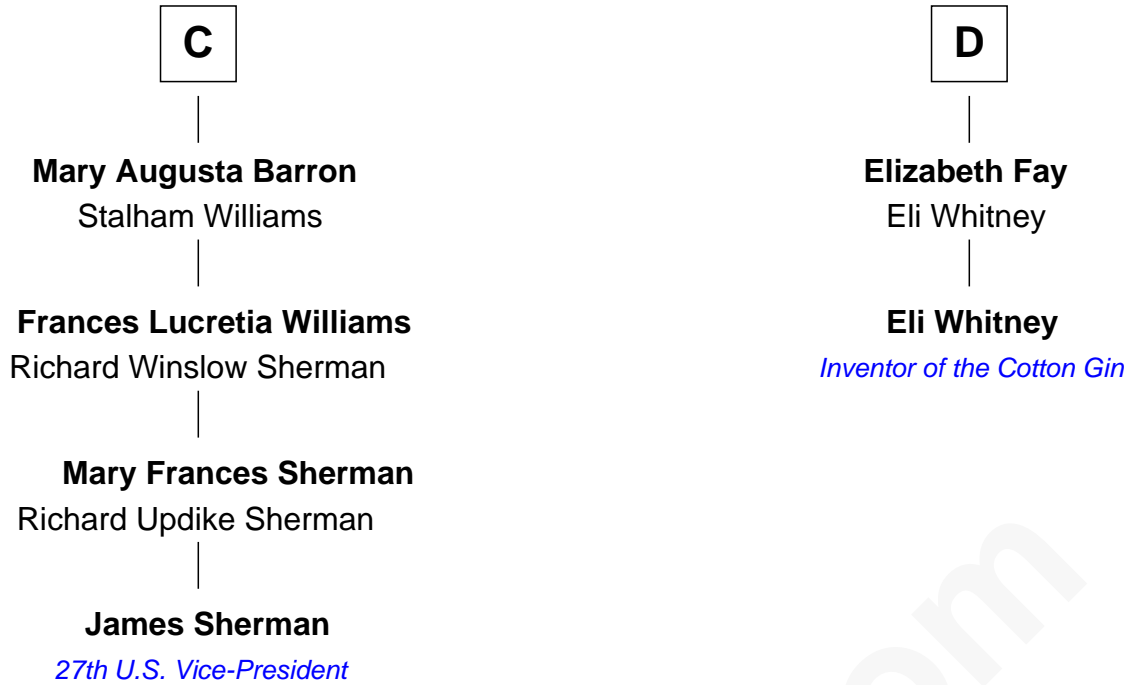 C
Mary Augusta Barron
Stalham Williams
Frances Lucretia Williams
Richard Winslow Sherman
Mary Frances Sherman
Richard Updike Sherman
James Sherman
27th U.S. Vice-President
D
Elizabeth Fay
Eli Whitney
Eli Whitney
Inventor of the Cotton Gin
om